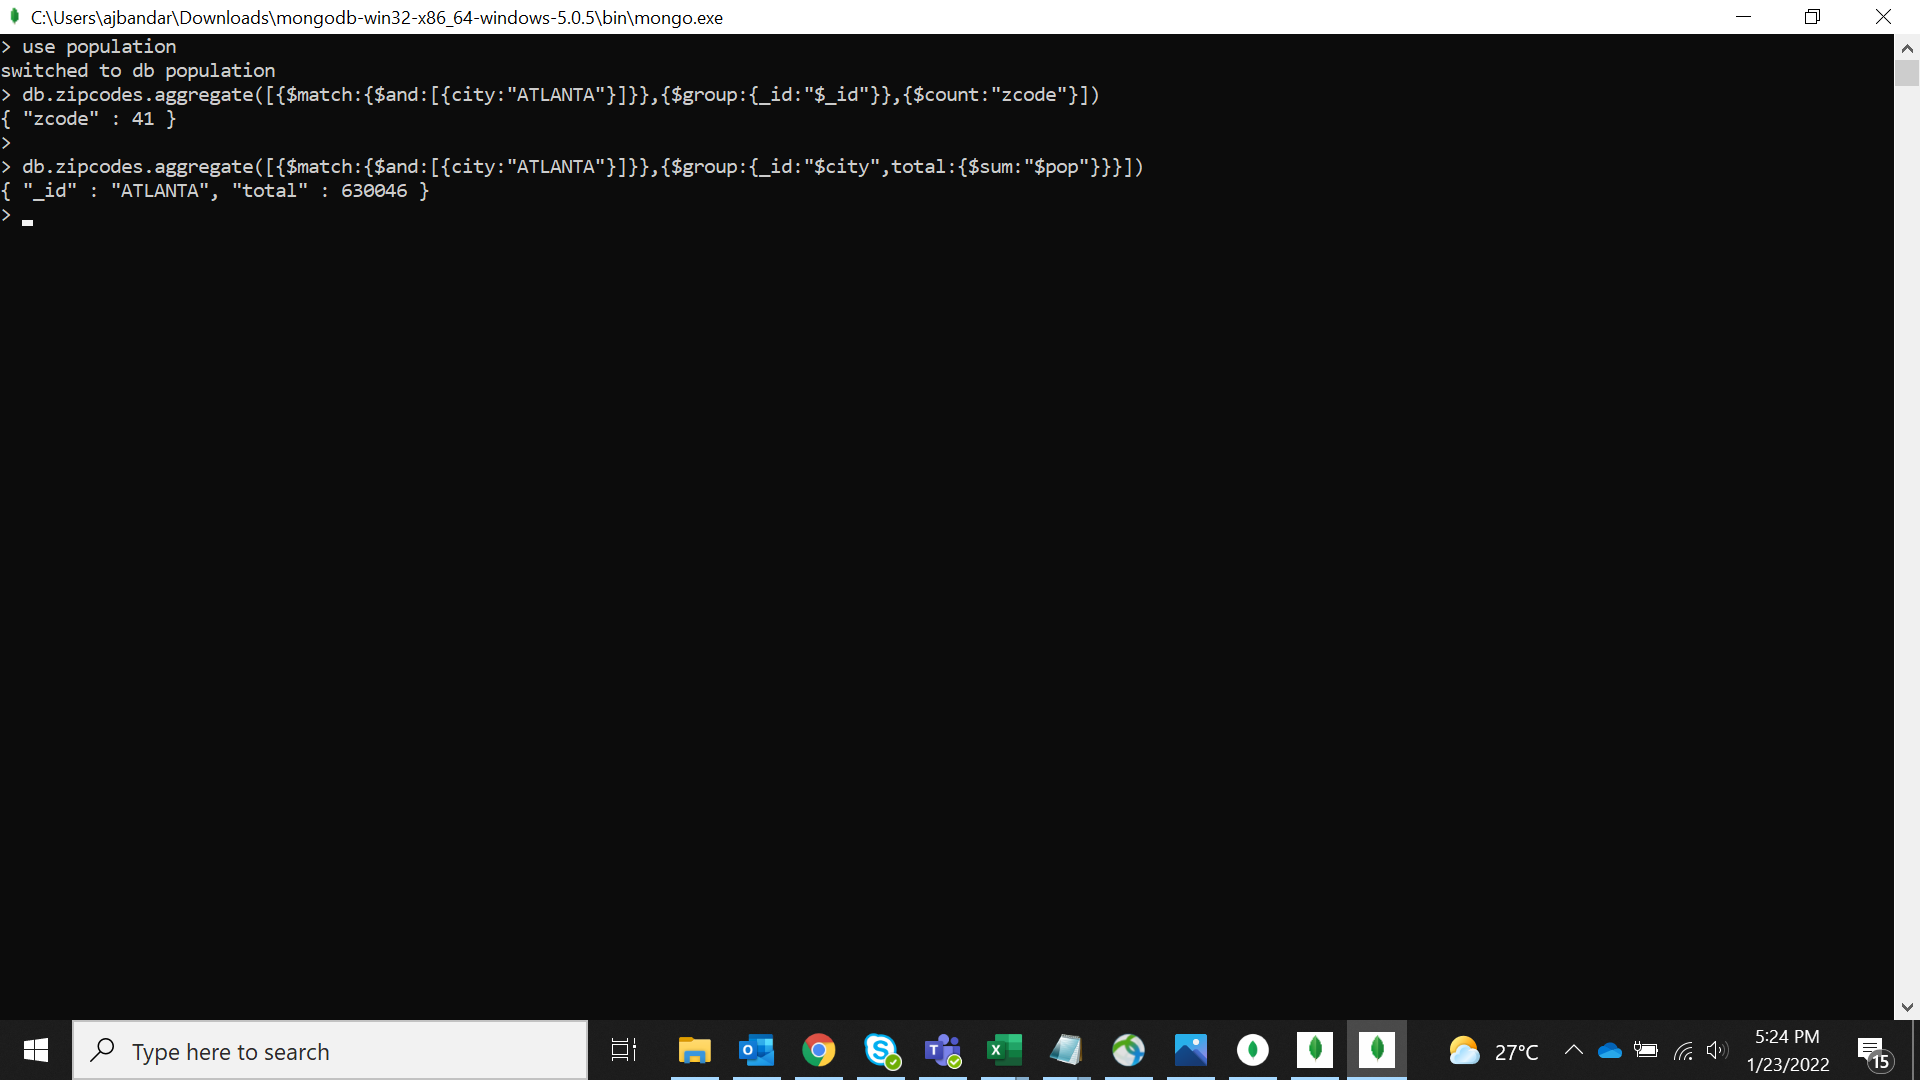 C:\Users\ajbandar\Downloads\mongodb-win32-x86_64-windows-5.0.5\bin\mongo.exe
> use population
switched to db population
> db.zipcodes.aggregate([{$match:{$and:[{city:"ATLANTA"}]}},{$group:{_id:"$_id"}},{$count:"zcode"}])
{ "zcode" : 41 }
>
> db.zipcodes.aggregate([{$match:{$and:[{city:"ATLANTA"}]}},{$group:{_id:"$city",total:{$sum:"$pop"}}}])
{ "_id" : "ATLANTA", "total" : 630046 }
>
Type here to search
27°C
5:24 PM
1/23/2022
15